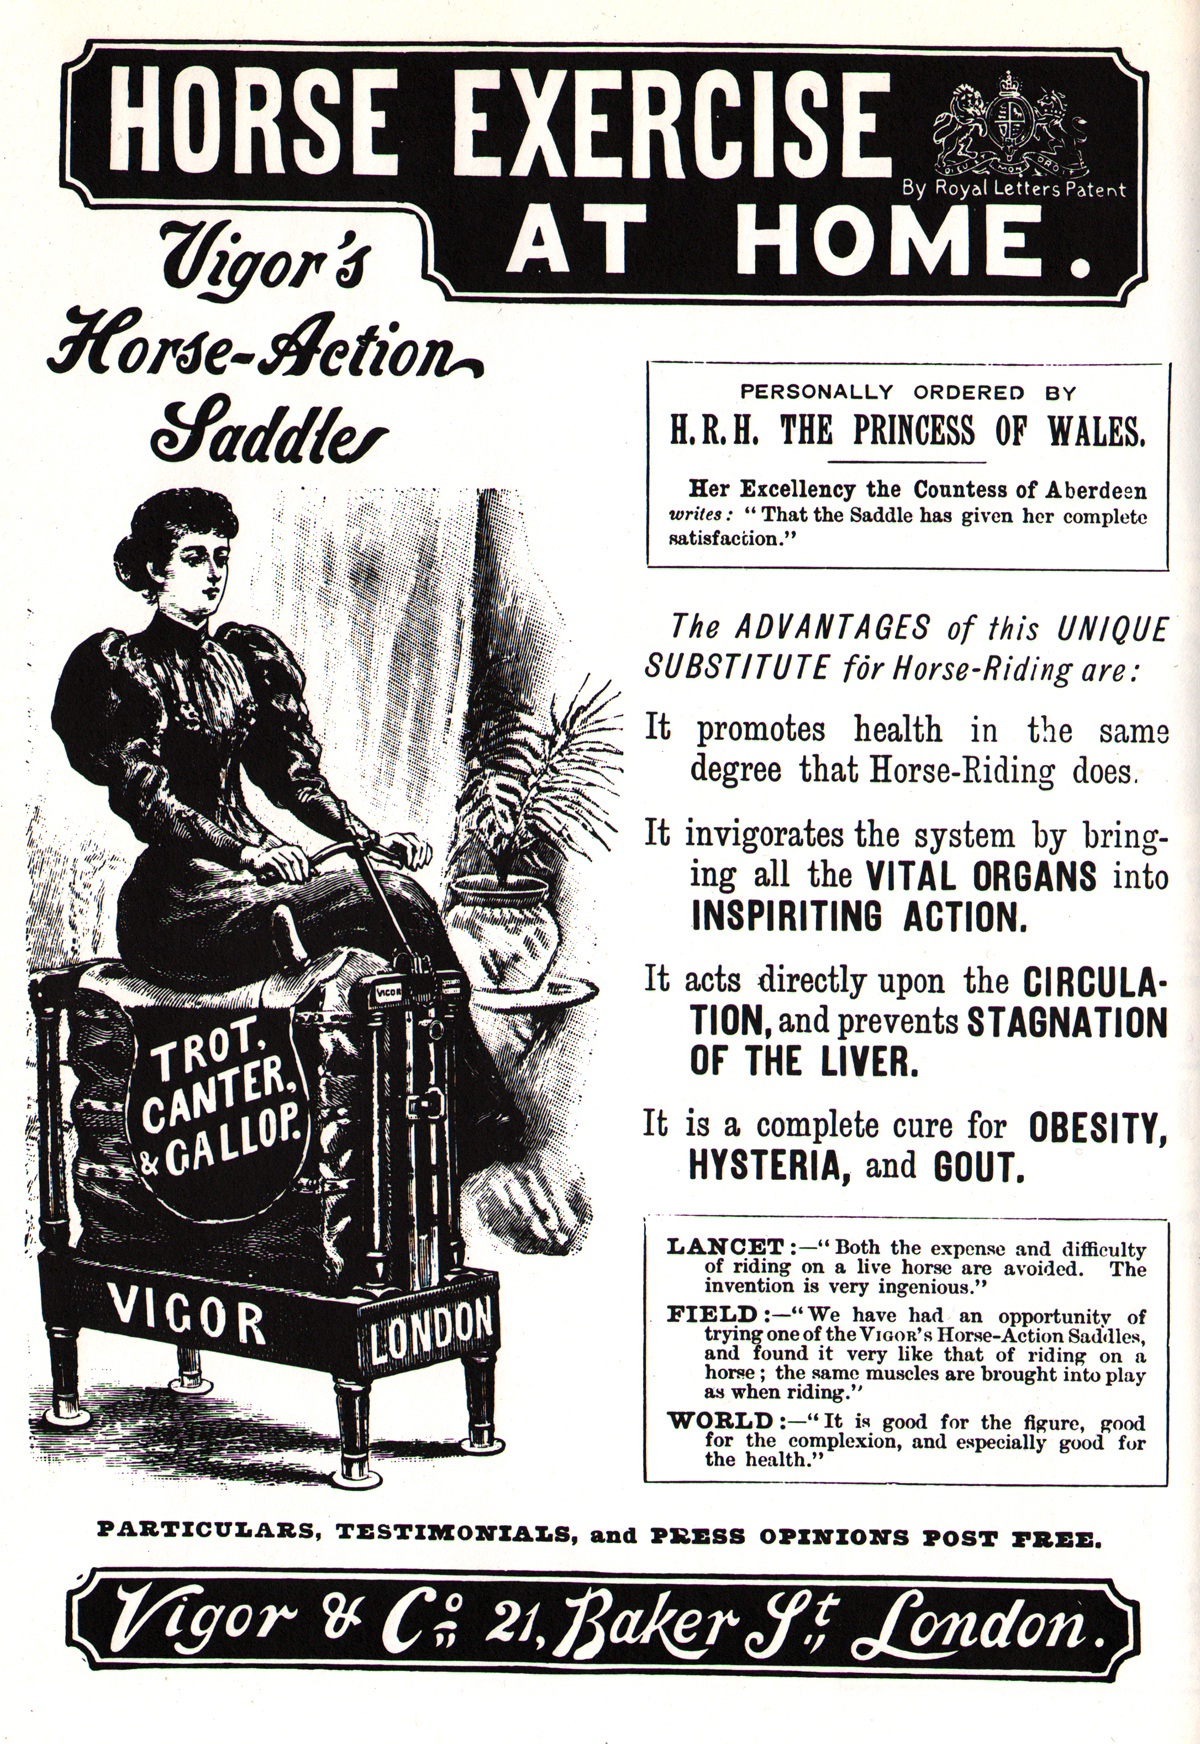 HORSE EXERCISE
DIEU ET MON DROIT
By Royal Letters Patent
AT HOME.
Vigor's
Horse-Action
Saddle
PERSONALLY ORDERED BY
H.R.H. THE PRINCESS OF WALES.
Her Excellency the Countess of Aberdeen
writes: "That the Saddle has given her complete
satisfaction."
The ADVANTAGES of this UNIQUE
SUBSTITUTE for Horse-Riding are:
It promotes health in the same
degree that Horse-Riding does.
It invigorates the system by bring-
ing all the VITAL ORGANS into
INSPIRITING ACTION.
It acts directly upon the CIRCULA-
TION, and prevents STAGNATION
OF THE LIVER.
It is a complete cure for OBESITY,
HYSTERIA, and GOUT.
VIGOR
TROT,
CANTER,
& GALLOP.
VIGOR
LONDON
LANCET:—"Both the expense and difficulty
of riding on a live horse are avoided. The
invention is very ingenious."
FIELD:—"We have had an opportunity of
trying one of the VIGOR'S Horse-Action Saddles,
and found it very like that of riding on a
horse; the same muscles are brought into play
as when riding."
WORLD:—"It is good for the figure, good
for the complexion, and especially good for
the health."
PARTICULARS, TESTIMONIALS, and PRESS OPINIONS POST FREE.
Vigor & Co. 21, Baker St. London.